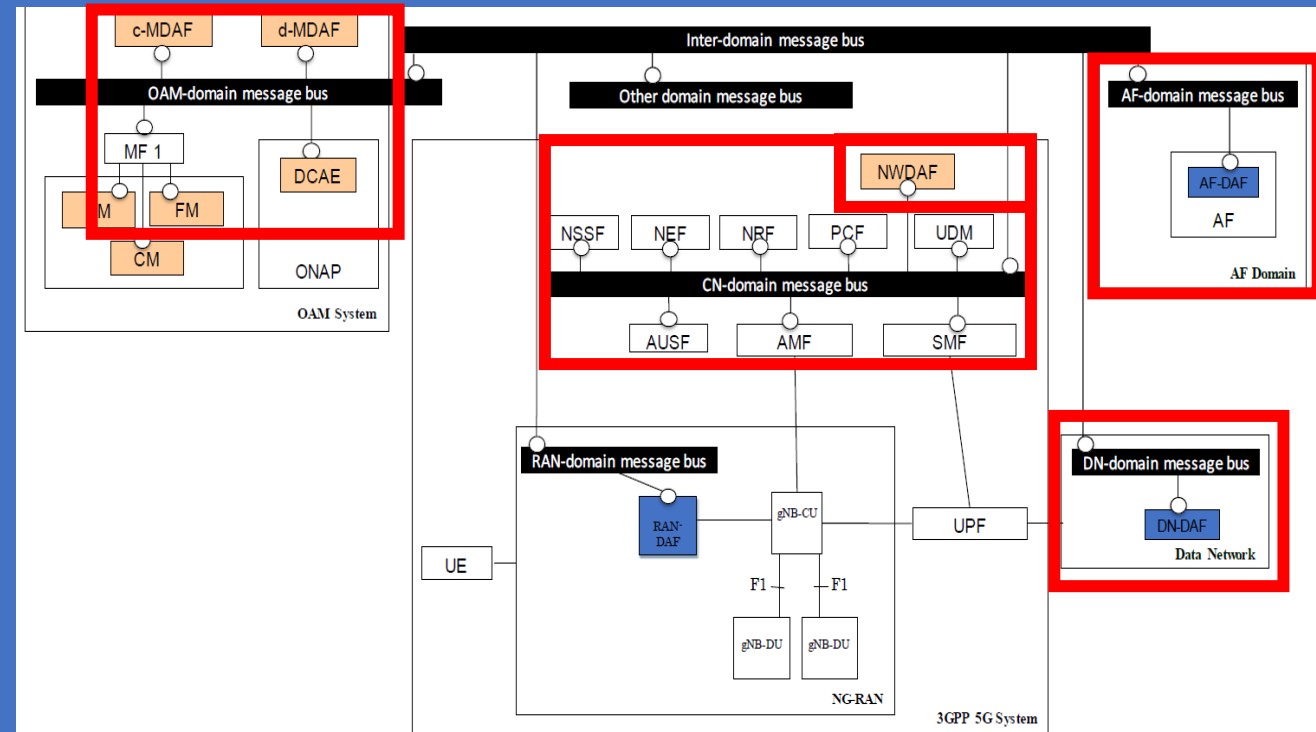 c-MDAF
d-MDAF
Inter-domain message bus
OAM-domain message bus
Other domain message bus
AF-domain message bus
MF 1
DCAE
NWDAF
AF-DAF
M
FM
AF
NSSF
NEF
NRF
PCF
UDM
CM
ONAP
AF Domain
CN-domain message bus
OAM System
AUSF
AMF
SMF
RAN-domain message bus
DN-domain message bus
gNB-CU
RAN-
DAF
UPF
DN-DAF
Data Network
UE
F1
F1
gNB-DU
gNB-DU
NG-RAN
3GPP 5G System